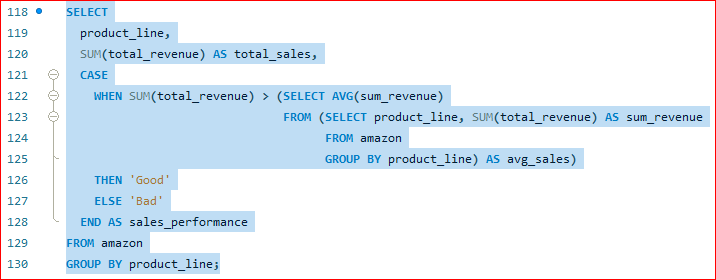 118 SELECT
119 product_line,
120 SUM(total_revenue) AS total_sales,
121 CASE
122 WHEN SUM(total_revenue) > (SELECT AVG(sum_revenue)
123 FROM (SELECT product_line, SUM(total_revenue) AS sum_revenue
124 FROM amazon
125 GROUP BY product_line) AS avg_sales)
126 THEN 'Good'
127 ELSE 'Bad'
128 END AS sales_performance
129 FROM amazon
130 GROUP BY product_line;